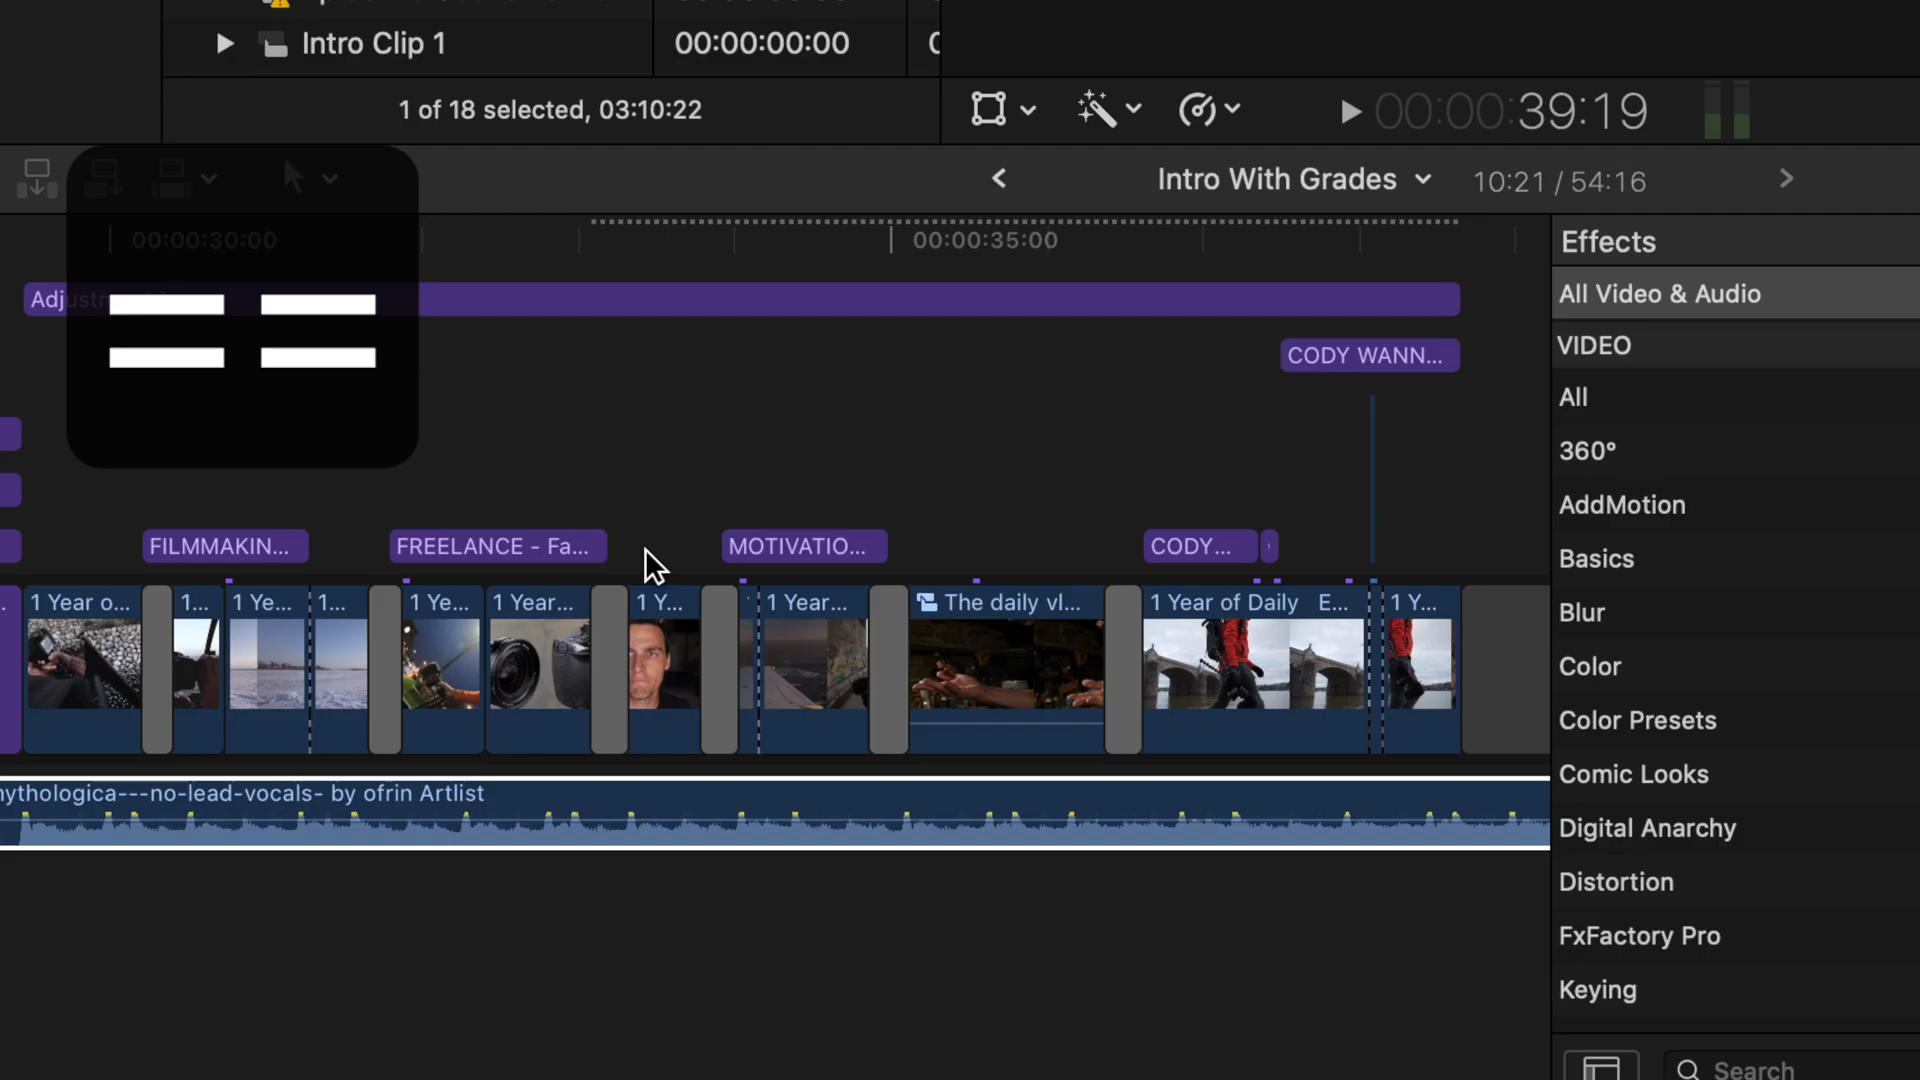 Intro Clip 1 00:00:00:00
1 of 18 selected, 03:10:22
00:00:39:19
Intro With Grades 10:21 / 54:16
00:00:30:00 00:00:35:00
Effects
All Video & Audio
VIDEO
All
360°
AddMotion
Basics
Blur
Color
Color Presets
Comic Looks
Digital Anarchy
Distortion
FxFactory Pro
Keying
Search
CODY WANN...
FILMMAKIN... FREELANCE - Fa... MOTIVATIO... CODY...
1 Year o... 1... 1 Ye... 1... 1 Ye... 1 Year... 1 Y... 1 Year... The daily vl... 1 Year of Daily E... 1 Y...
ythologica---no-lead-vocals- by ofrin Artlist